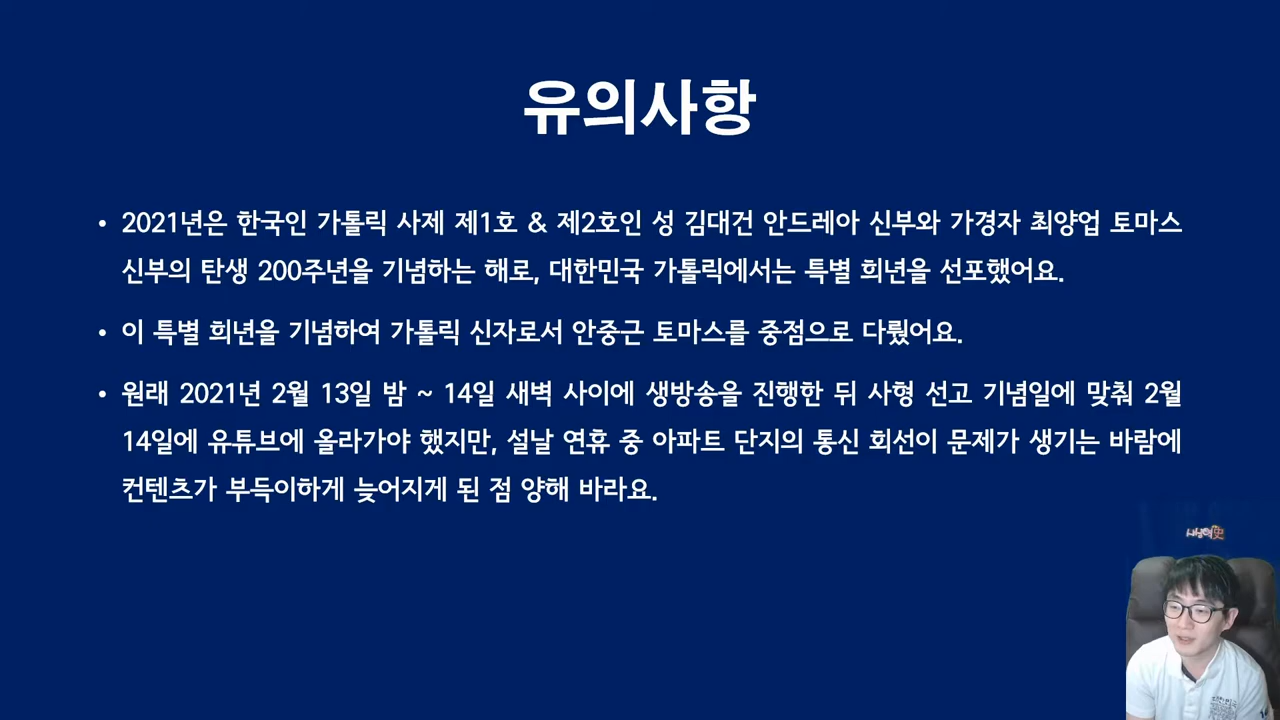 유의사항
• 2021년은 한국인 가톨릭 사제 제1호 & 제2호인 성 김대건 안드레아 신부와 가경자 최양업 토마스
신부의 탄생 200주년을 기념하는 해로, 대한민국 가톨릭에서는 특별 희년을 선포했어요.
• 이 특별 희년을 기념하여 가톨릭 신자로서 안중근 토마스를 중점으로 다뤘어요.
• 원래 2021년 2월 13일 밤 ~ 14일 새벽 사이에 생방송을 진행한 뒤 사형 선고 기념일에 맞춰 2월
14일에 유튜브에 올라가야 했지만, 설날 연휴 중 아파트 단지의 통신 회선이 문제가 생기는 바람에
컨텐츠가 부득이하게 늦어지게 된 점 양해 바라요.